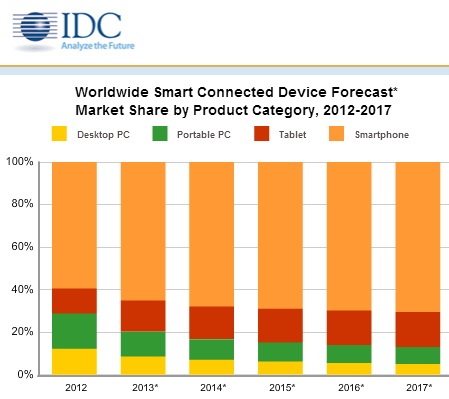 IDC
Analyze the Future
Worldwide Smart Connected Device Forecast*
Market Share by Product Category, 2012-2017
Desktop PC Portable PC Tablet Smartphone
100%
80%
60%
40%
20%
0%
2012 2013* 2014* 2015* 2016* 2017*